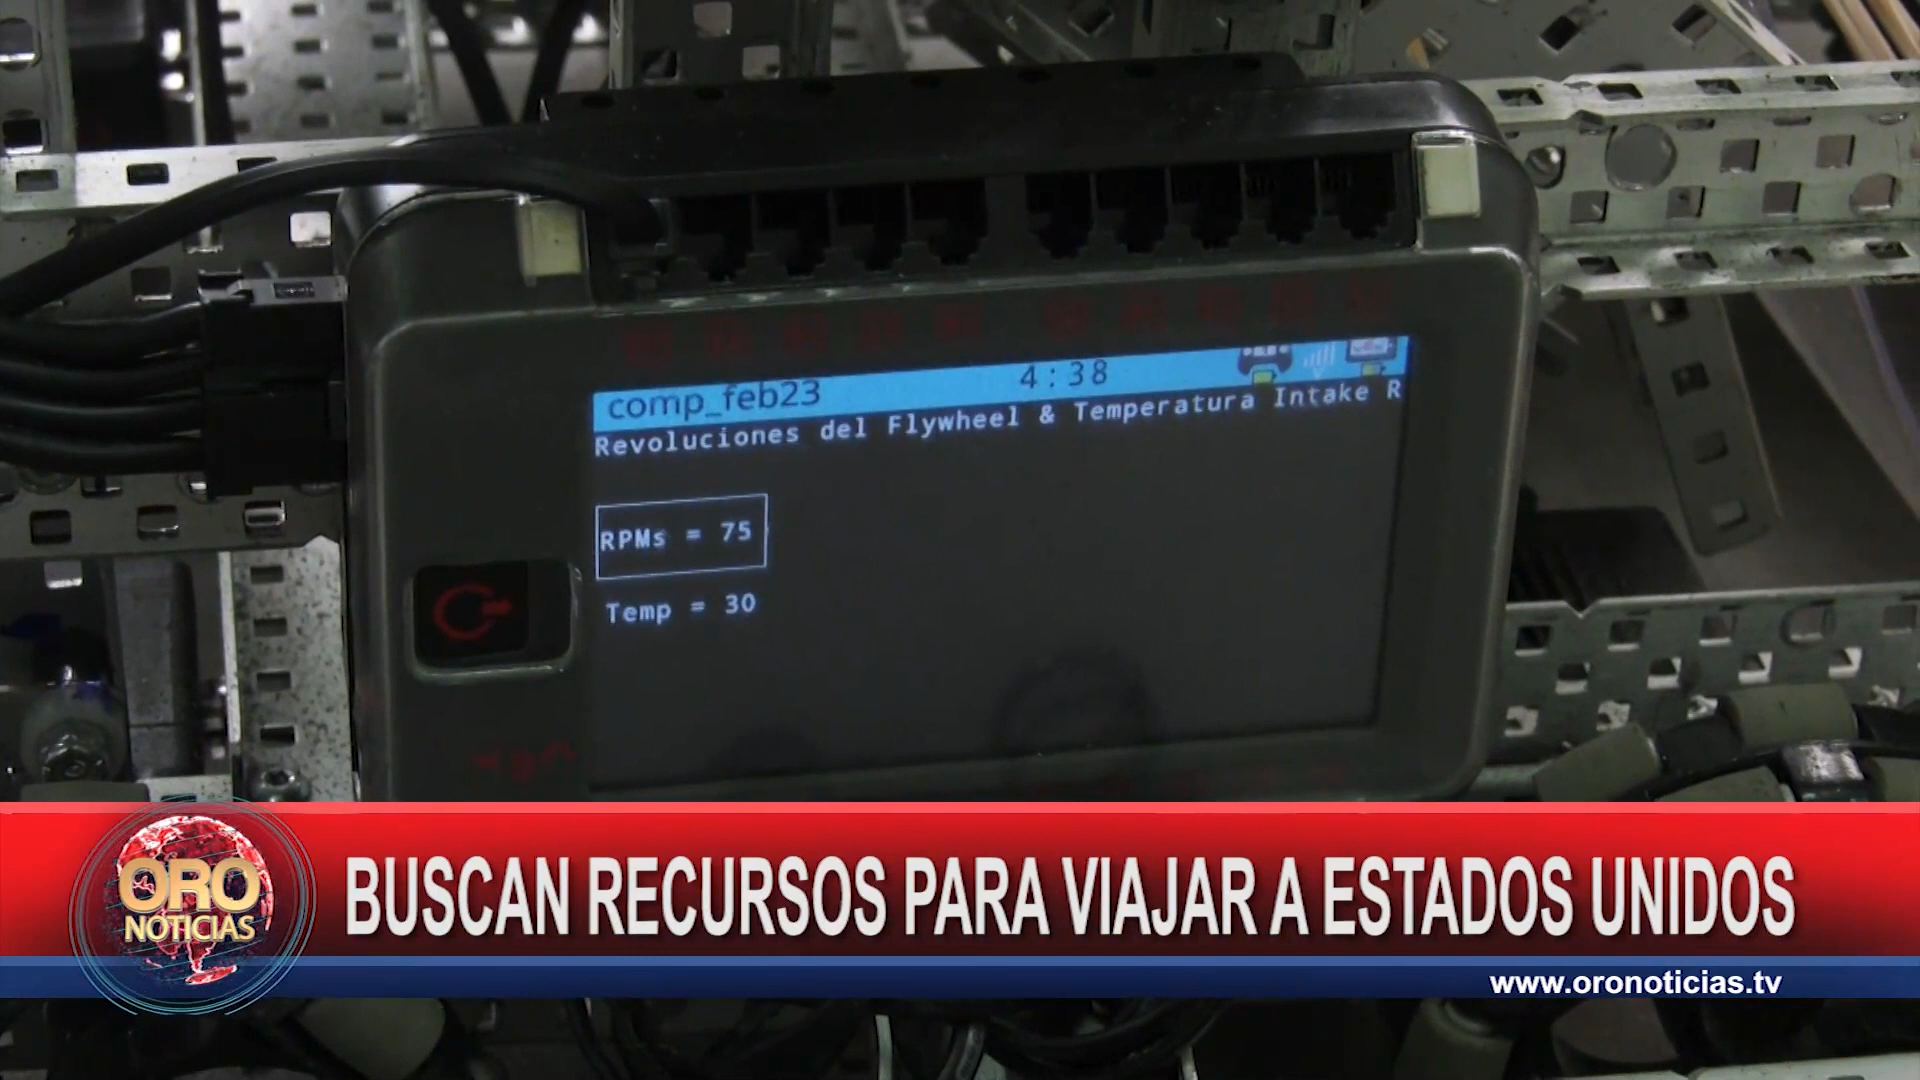 comp_feb23 4:38
Revoluciones del Flywheel & Temperatura Intake R
RPMs = 75
Temp = 30
ORO
NOTICIAS
BUSCAN RECURSOS PARA VIAJAR A ESTADOS UNIDOS
www.oronoticias.tv